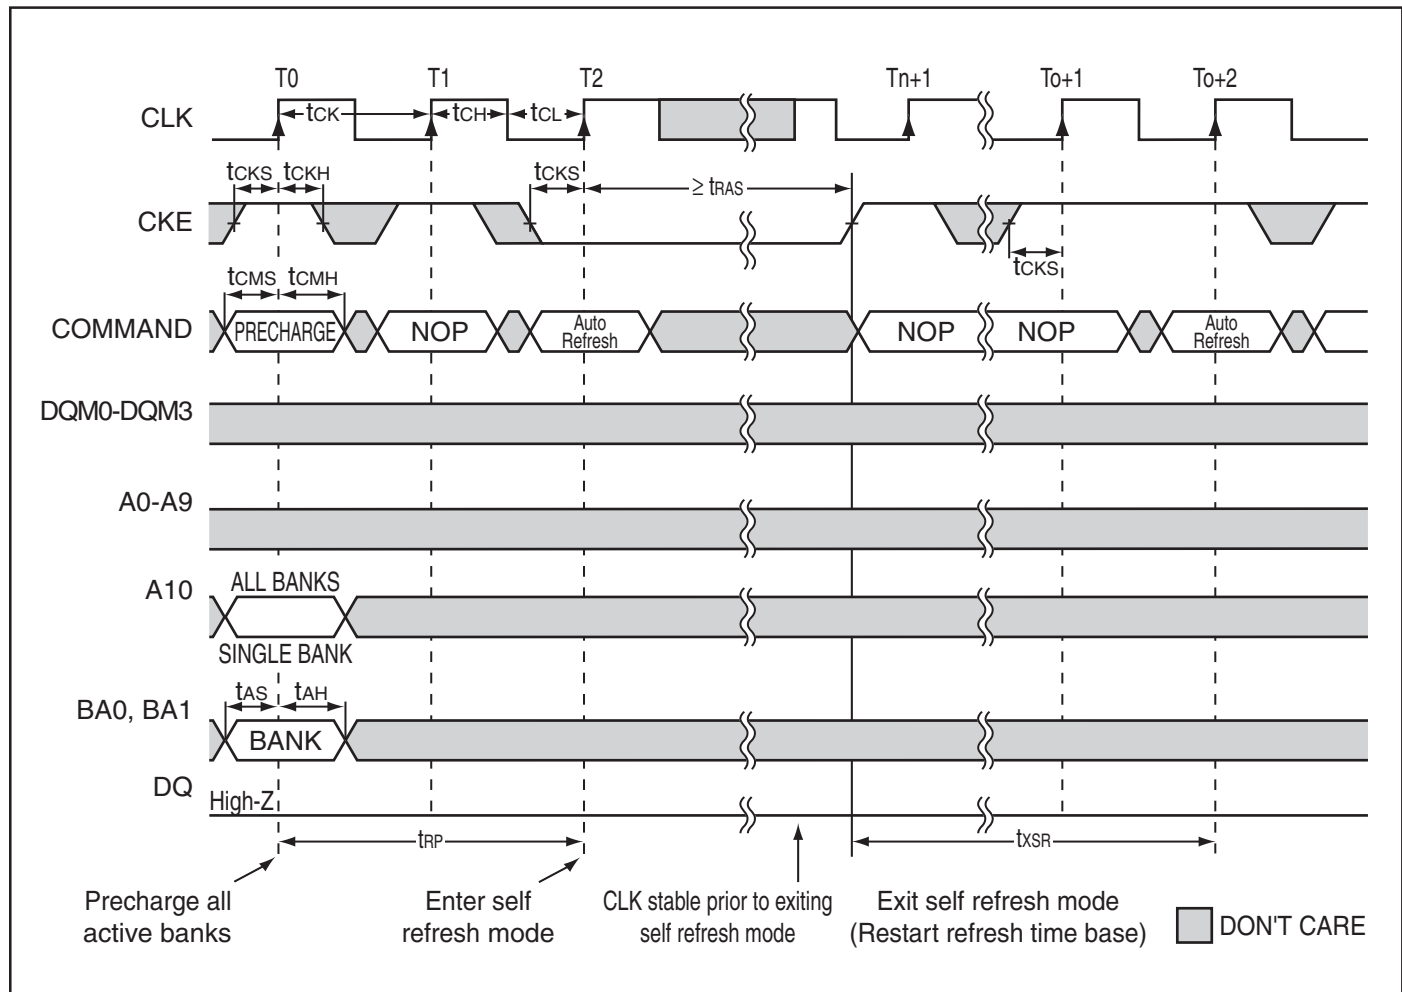 T0 T1 T2 Tn+1 To+1 To+2
CLK tCK tCH tCL
tCKS tCKH tCKS ≥ tRAS
CKE
tCKS
tCMS tCMH
COMMAND PRECHARGE NOP Auto Refresh NOP NOP Auto Refresh
DQM0-DQM3
A0-A9
A10 ALL BANKS
SINGLE BANK
tAS tAH
BA0, BA1
BANK
DQ
High-Z
tRP tXSR
Precharge all
active banks
Enter self
refresh mode
CLK stable prior to exiting
self refresh mode
Exit self refresh mode
(Restart refresh time base)
DON'T CARE